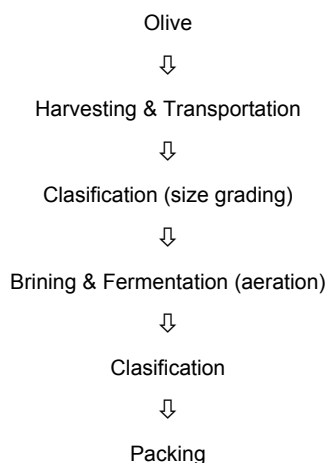 Olive
⇩
Harvesting & Transportation
⇩
Clasification (size grading)
⇩
Brining & Fermentation (aeration)
⇩
Clasification
⇩
Packing